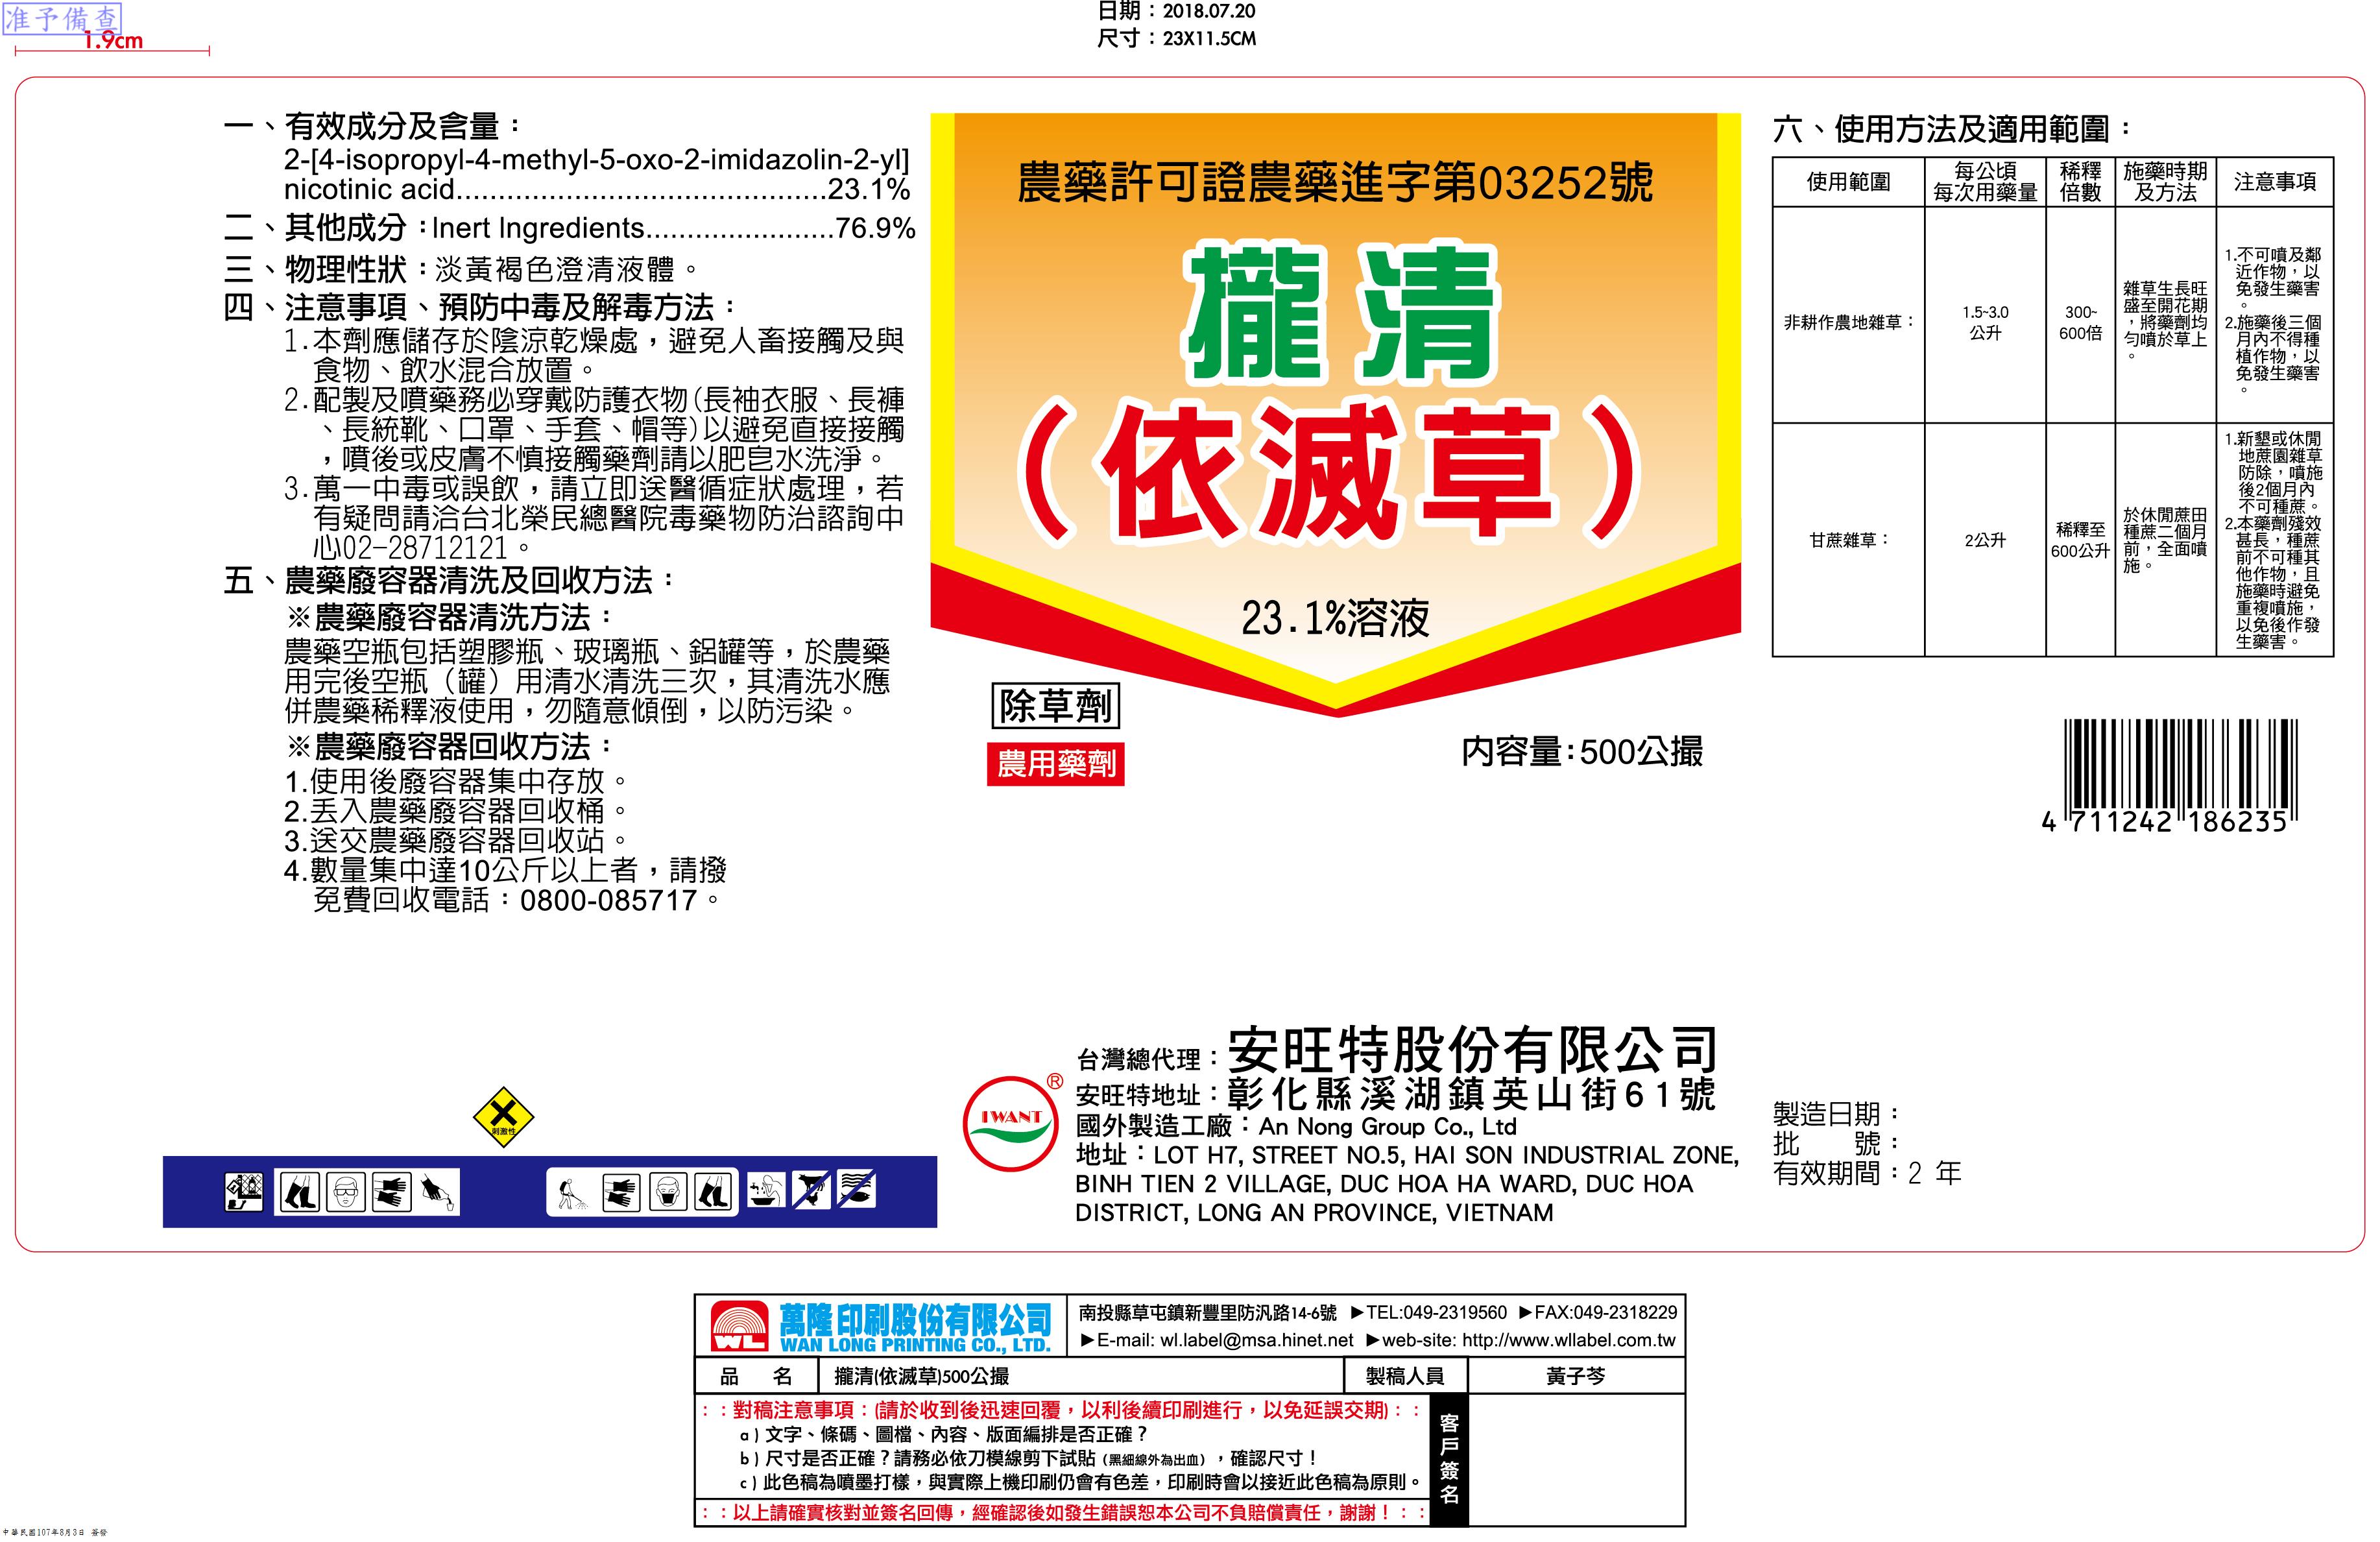 准予備查
1.9cm
日期：2018.07.20
尺寸：23X11.5CM
一、有效成分及含量：
2-[4-isopropyl-4-methyl-5-oxo-2-imidazolin-2-yl]
nicotinic acid.............................................23.1%
二、其他成分：Inert Ingredients.......................76.9%
三、物理性狀：淡黃褐色澄清液體。
四、注意事項、預防中毒及解毒方法：
1.本劑應儲存於陰涼乾燥處，避免人畜接觸及與
食物、飲水混合放置。
2.配製及噴藥務必穿戴防護衣物(長袖衣服、長褲
、長統靴、口罩、手套、帽等)以避免直接接觸
，噴後或皮膚不慎接觸藥劑請以肥皂水洗淨。
3.萬一中毒或誤飲，請立即送醫循症狀處理，若
有疑問請洽台北榮民總醫院毒藥物防治諮詢中
心02-28712121。
五、農藥廢容器清洗及回收方法：
※農藥廢容器清洗方法：
農藥空瓶包括塑膠瓶、玻璃瓶、鋁罐等，於農藥
用完後空瓶（罐）用清水清洗三次，其清洗水應
併農藥稀釋液使用，勿隨意傾倒，以防污染。
※農藥廢容器回收方法：
1.使用後廢容器集中存放。
2.丟入農藥廢容器回收桶。
3.送交農藥廢容器回收站。
4.數量集中達10公斤以上者，請撥
免費回收電話：0800-085717。
刺激性
農藥許可證農藥進字第03252號
攏清
（依滅草）
23.1%溶液
除草劑
農用藥劑
內容量:500公撮
IWANT
®
台灣總代理：安旺特股份有限公司
安旺特地址：彰化縣溪湖鎮英山街61號
國外製造工廠：An Nong Group Co., Ltd
地址：LOT H7, STREET NO.5, HAI SON INDUSTRIAL ZONE,
BINH TIEN 2 VILLAGE, DUC HOA HA WARD, DUC HOA
DISTRICT, LONG AN PROVINCE, VIETNAM
六、使用方法及適用範圍：
使用範圍
每公頃
每次用藥量
稀釋
倍數
施藥時期
及方法
注意事項
非耕作農地雜草：
1.5~3.0
公升
300~
600倍
雜草生長旺
盛至開花期
，將藥劑均
勻噴於草上
。
1.不可噴及鄰
近作物，以
免發生藥害
。
2.施藥後三個
月內不得種
植作物，以
免發生藥害
。
甘蔗雜草：
2公升
稀釋至
600公升
於休閒蔗田
種蔗二個月
前，全面噴
施。
1.新墾或休閒
地蔗園雜草
防除，噴施
後2個月內
不可種蔗。
2.本藥劑殘效
甚長，種蔗
前不可種其
他作物，且
施藥時避免
重複噴施，
以免後作發
生藥害。
4 711242 186235
製造日期：
批　　號：
有效期間：2 年
WL
萬隆印刷股份有限公司
WAN LONG PRINTING CO., LTD.
南投縣草屯鎮新豐里防汛路14-6號 ▶TEL:049-2319560 ▶FAX:049-2318229
▶E-mail: wl.label@msa.hinet.net ▶web-site: http://www.wllabel.com.tw
品　名
攏清(依滅草)500公撮
製稿人員
黃子芩
：：對稿注意事項：(請於收到後迅速回覆，以利後續印刷進行，以免延誤交期)：：
a) 文字、條碼、圖檔、內容、版面編排是否正確？
b) 尺寸是否正確？請務必依刀模線剪下試貼（黑細線外為出血），確認尺寸！
c) 此色稿為噴墨打樣，與實際上機印刷仍會有色差，印刷時會以接近此色稿為原則。
：：以上請確實核對並簽名回傳，經確認後如發生錯誤恕本公司不負賠償責任，謝謝！：：
客戶簽名
中華民國107年8月3日 簽發